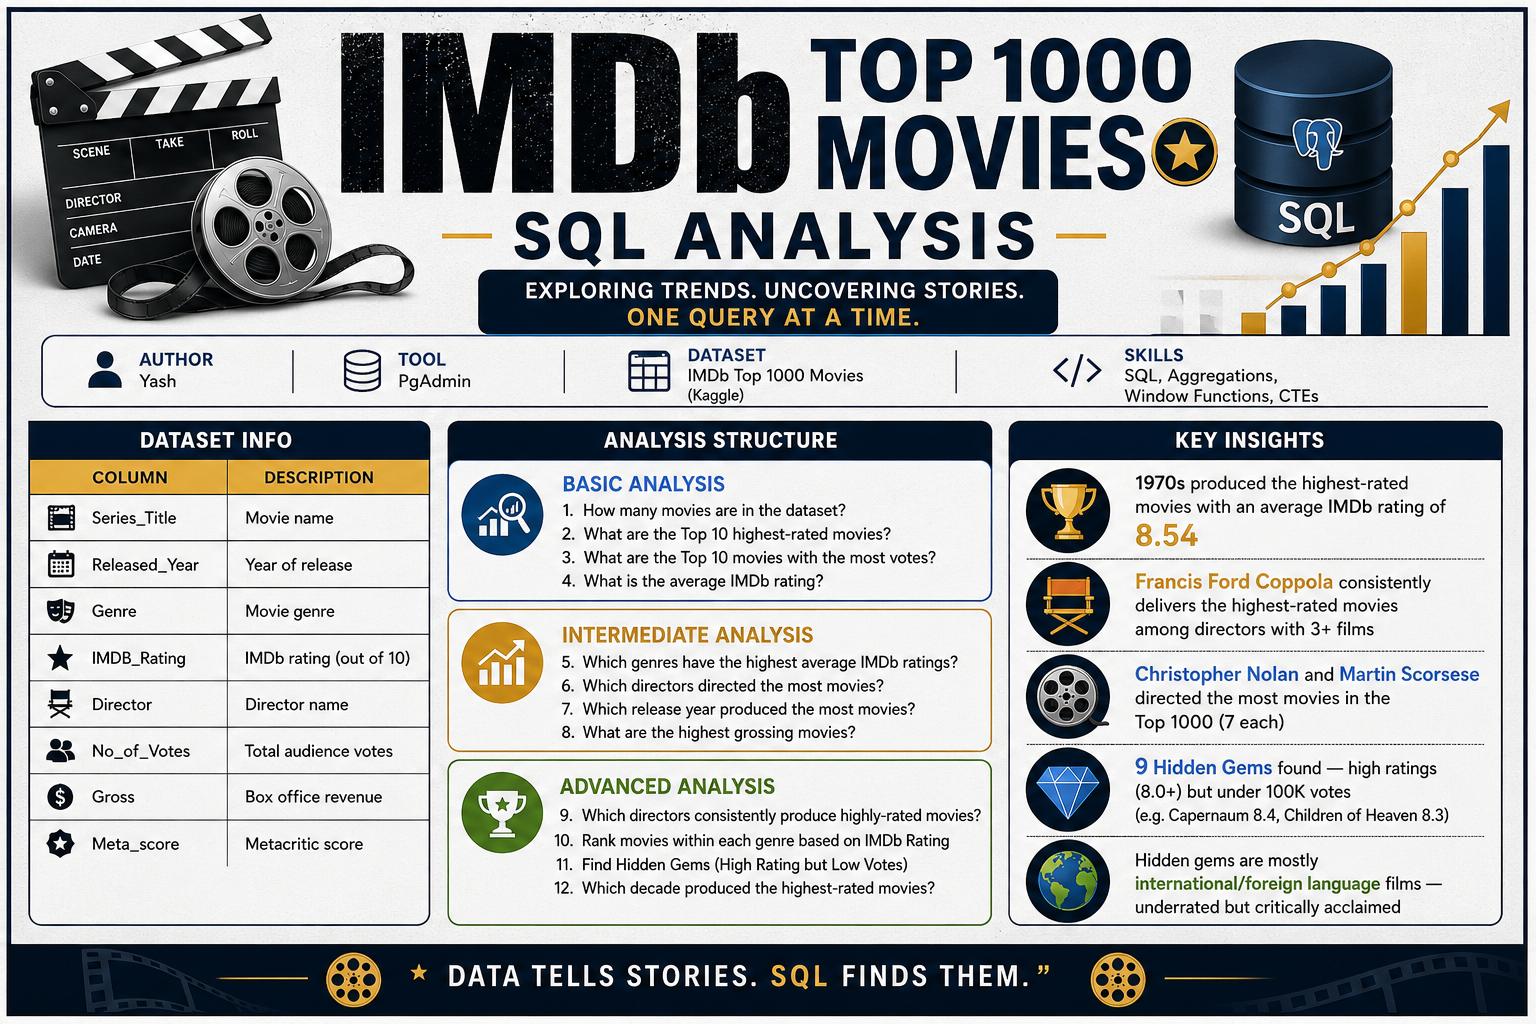 SCENE
TAKE
ROLL
DIRECTOR
CAMERA
DATE
IMDb
TOP 1000
MOVIES
SQL ANALYSIS
EXPLORING TRENDS. UNCOVERING STORIES.
ONE QUERY AT A TIME.
SQL
AUTHOR
Yash
TOOL
PgAdmin
DATASET
IMDb Top 1000 Movies
(Kaggle)
SKILLS
SQL, Aggregations,
Window Functions, CTEs
DATASET INFO
COLUMN DESCRIPTION
Series_Title Movie name
Released_Year Year of release
Genre Movie genre
IMDB_Rating IMDb rating (out of 10)
Director Director name
No_of_Votes Total audience votes
Gross Box office revenue
Meta_score Metacritic score
ANALYSIS STRUCTURE
BASIC ANALYSIS
1. How many movies are in the dataset?
2. What are the Top 10 highest-rated movies?
3. What are the Top 10 movies with the most votes?
4. What is the average IMDb rating?
INTERMEDIATE ANALYSIS
5. Which genres have the highest average IMDb ratings?
6. Which directors directed the most movies?
7. Which release year produced the most movies?
8. What are the highest grossing movies?
ADVANCED ANALYSIS
9. Which directors consistently produce highly-rated movies?
10. Rank movies within each genre based on IMDb Rating
11. Find Hidden Gems (High Rating but Low Votes)
12. Which decade produced the highest-rated movies?
KEY INSIGHTS
1970s produced the highest-rated
movies with an average IMDb rating of
8.54
Francis Ford Coppola consistently
delivers the highest-rated movies
among directors with 3+ films
Christopher Nolan and Martin Scorsese
directed the most movies in the
Top 1000 (7 each)
9 Hidden Gems found — high ratings
(8.0+) but under 100K votes
(e.g. Capernaum 8.4, Children of Heaven 8.3)
Hidden gems are mostly
international/foreign language films —
underrated but critically acclaimed
DATA TELLS STORIES. SQL FINDS THEM.”